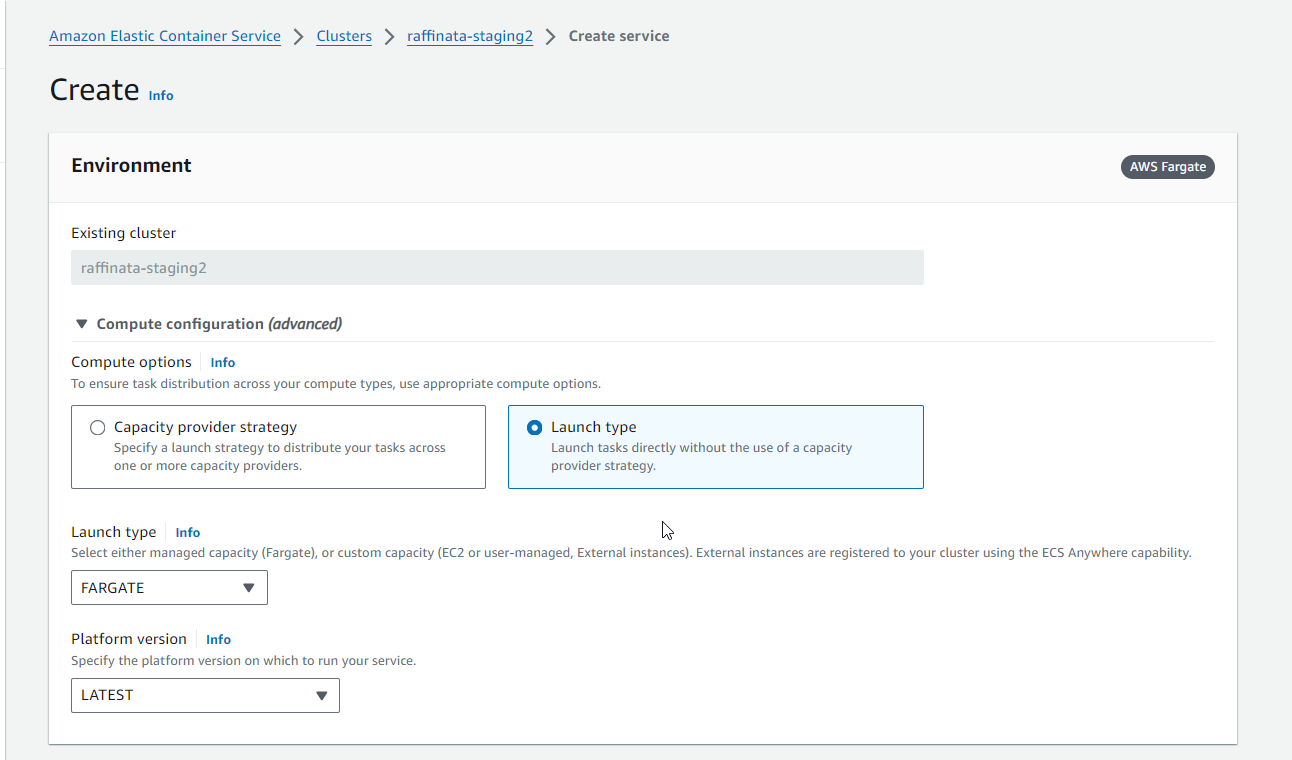 Amazon Elastic Container Service > Clusters > raffinata-staging2 > Create service
Create Info
Environment AWS Fargate
Existing cluster
raffinata-staging2
Compute configuration (advanced)
Compute options Info
To ensure task distribution across your compute types, use appropriate compute options.
Capacity provider strategy
Specify a launch strategy to distribute your tasks across
one or more capacity providers.
Launch type
Launch tasks directly without the use of a capacity
provider strategy.
Launch type Info
Select either managed capacity (Fargate), or custom capacity (EC2 or user-managed, External instances). External instances are registered to your cluster using the ECS Anywhere capability.
FARGATE
Platform version Info
Specify the platform version on which to run your service.
LATEST